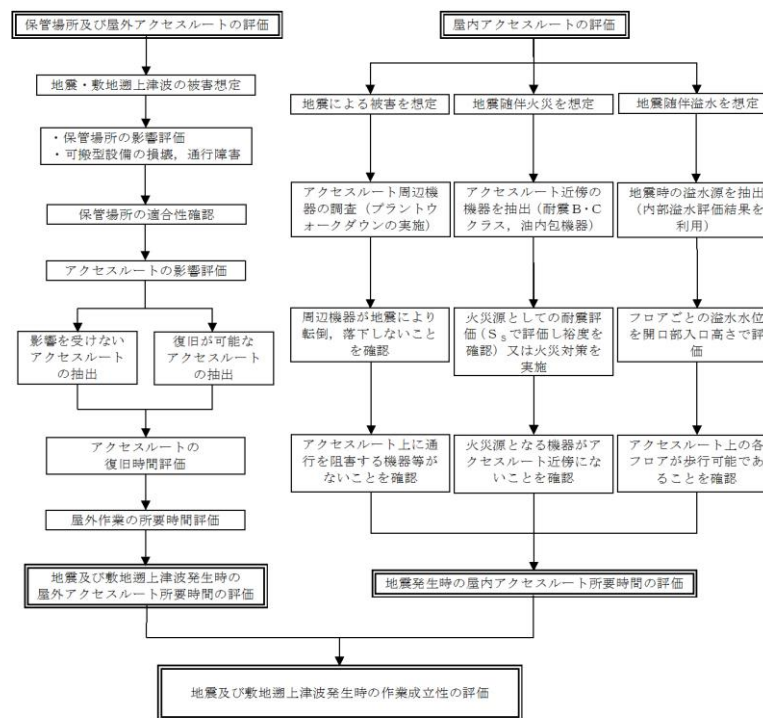 保管場所及び屋外アクセスルートの評価
地震・敷地遡上津波の被害想定
・保管場所の影響評価
・可搬型設備の損壊，通行障害
保管場所の適合性確認
アクセスルートの影響評価
影響を受けない
アクセスルート
の抽出
復旧が可能な
アクセスルート
の抽出
アクセスルートの
復旧時間評価
屋外作業の所要時間評価
地震及び敷地遡上津波発生時の
屋外アクセスルート所要時間の評価
屋内アクセスルートの評価
地震による被害を想定
アクセスルート周辺機
器の調査（プラントウ
ォークダウンの実施）
周辺機器が地震により
転倒，落下しないこと
を確認
アクセスルート上に通
行を阻害する機器等が
ないことを確認
地震随伴火災を想定
アクセスルート近傍の
機器を抽出（耐震Ｂ・Ｃ
クラス，油内包機器）
火災源としての耐震評
価（Ｓｓで評価し裕度を
確認）又は火災対策を
実施
火災源となる機器がア
クセスルート近傍にな
いことを確認
地震随伴溢水を想定
地震時の溢水源を抽出
（内部溢水評価結果を
利用）
フロアごとの溢水水位
を開口部入口高さで評
価
アクセスルート上の各
フロアが歩行可能であ
ることを確認
地震発生時の屋内アクセスルート所要時間の評価
地震及び敷地遡上津波発生時の作業成立性の評価